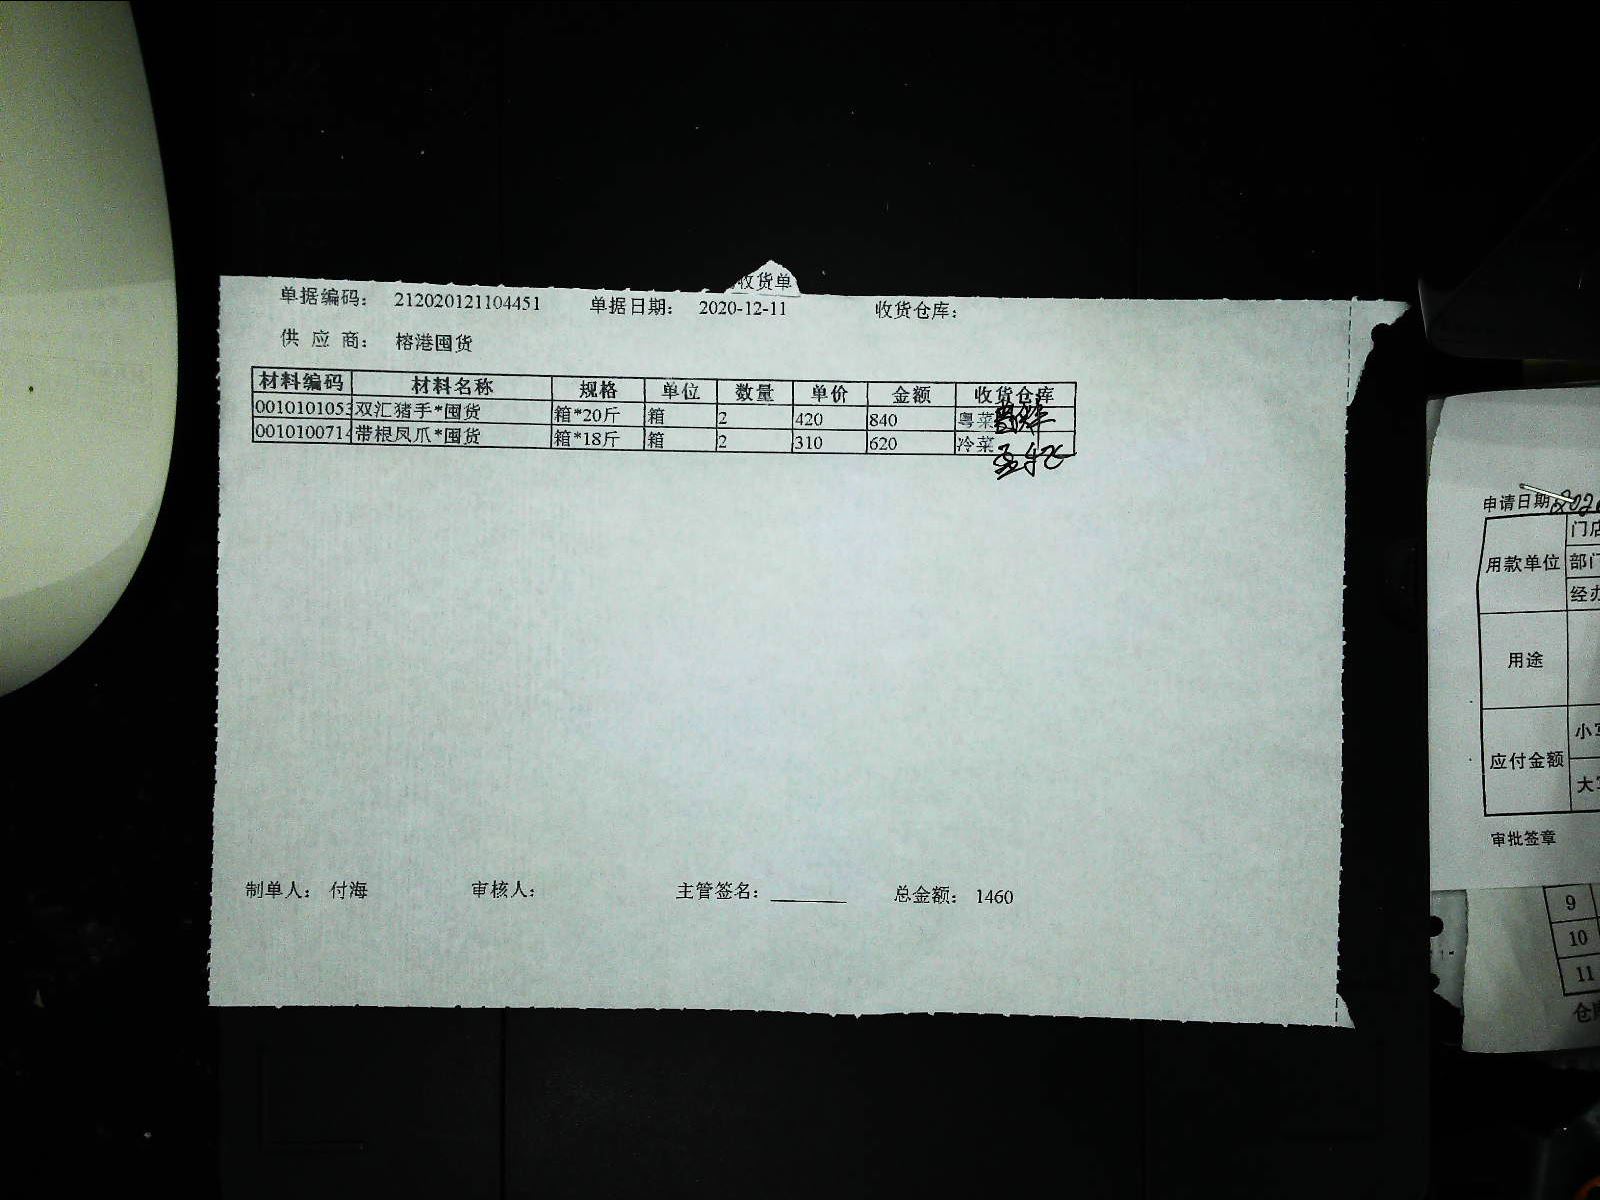 收货单
单据编码： 212020121104451 单据日期： 2020-12-11 收货仓库：
供 应 商： 榕港囤货
材料编码 材料名称 规格 单位 数量 单价 金额 收货仓库
0010101053 双汇猪手*囤货 箱*20斤 箱 2 420 840 粤菜
0010100714 带根凤爪*囤货 箱*18斤 箱 2 310 620 冷菜
制单人： 付海 审核人： 主管签名： 总金额： 1460
申请日期
用款单位
部门
用途
应付金额
审批签章
9
10
11